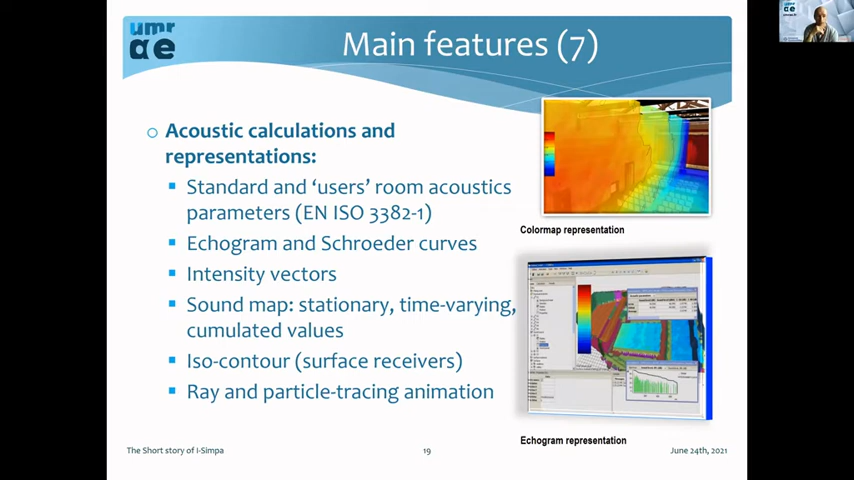 umr
ae
Main features (7)
Acoustic calculations and
representations:
Standard and ‘users’ room acoustics
parameters (EN ISO 3382-1)
Echogram and Schroeder curves
Intensity vectors
Sound map: stationary, time-varying,
cumulated values
Iso-contour (surface receivers)
Ray and particle-tracing animation
Colormap representation
Echogram representation
The Short story of I-Simpa
19
June 24th, 2021